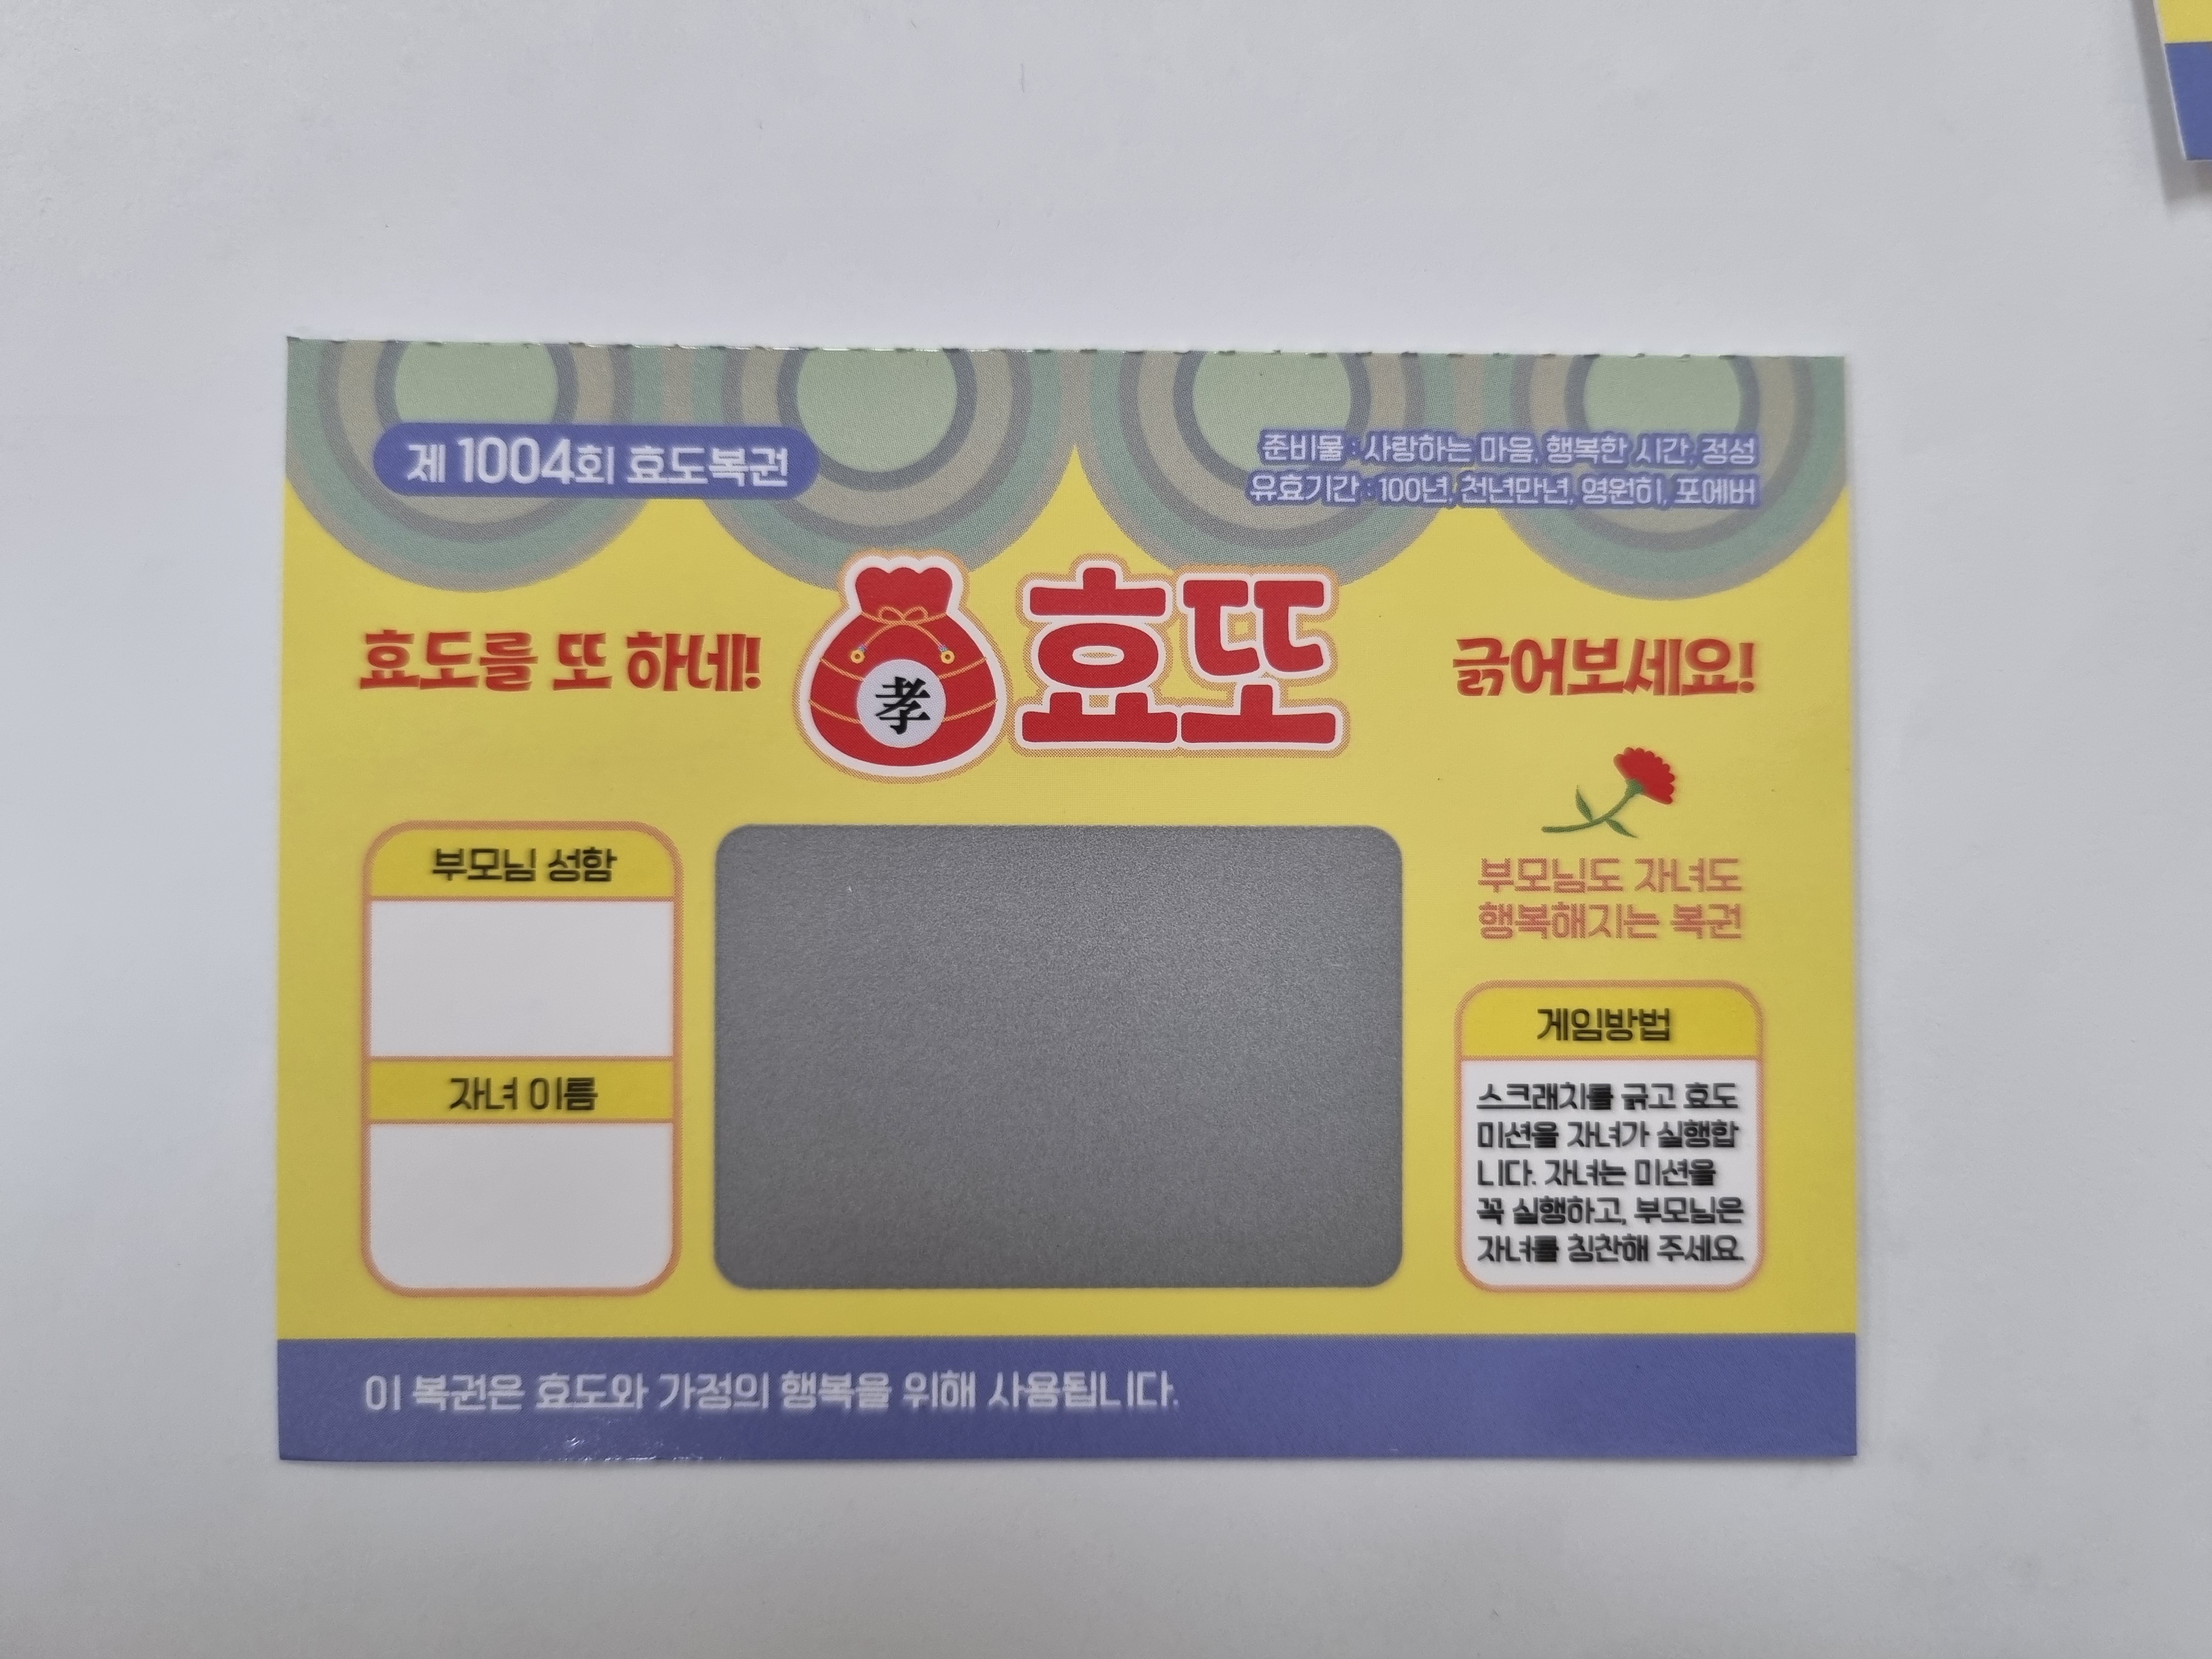 제 1004회 효도복권
준비물 : 사랑하는 마음, 행복한 시간, 정성
유효기간 : 100년, 천년만년, 영원히, 포에버
효도를 또 하네!
孝
효또
긁어보세요!
부모님 성함
자녀 이름
부모님도 자녀도
행복해지는 복권
게임방법
스크래치를 긁고 효도
미션을 자녀가 실행합
니다. 자녀는 미션을
꼭 실행하고, 부모님은
자녀를 칭찬해 주세요
이 복권은 효도와 가정의 행복을 위해 사용됩니다.